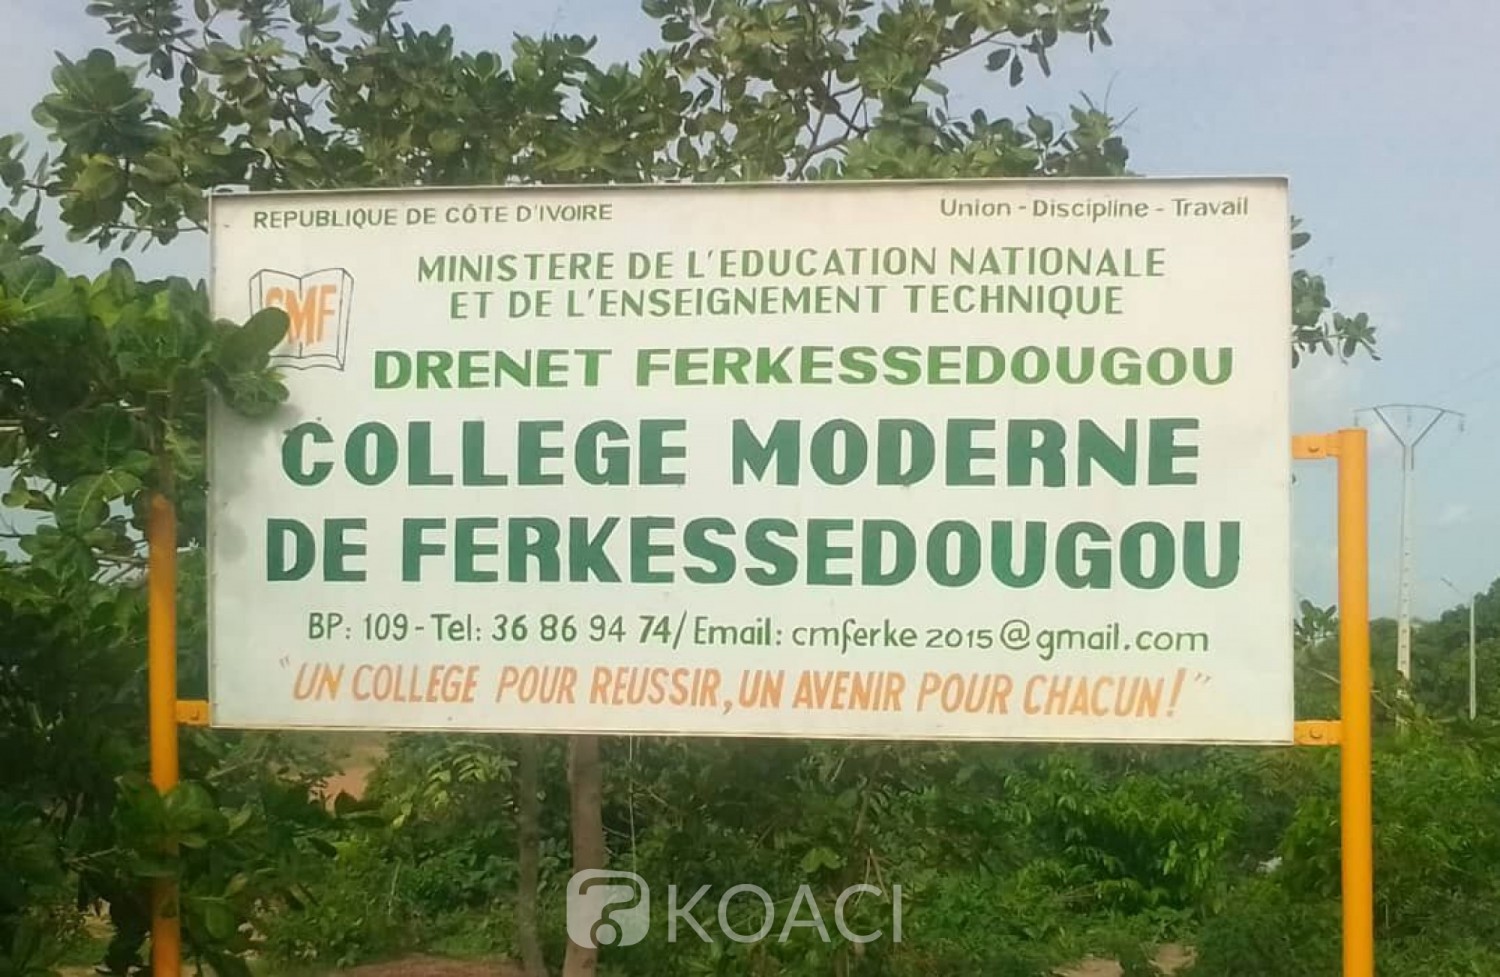 REPUBLIQUE DE CÔTE D'IVOIRE
Union - Discipline - Travail
CMF
MINISTERE DE L'EDUCATION NATIONALE
ET DE L'ENSEIGNEMENT TECHNIQUE
DRENET FERKESSEDOUGOU
COLLEGE MODERNE
DE FERKESSEDOUGOU
BP: 109 - Tel: 36 86 94 74 / Email: cmferke2015@gmail.com
"UN COLLEGE POUR REUSSIR, UN AVENIR POUR CHACUN!"
KOACI